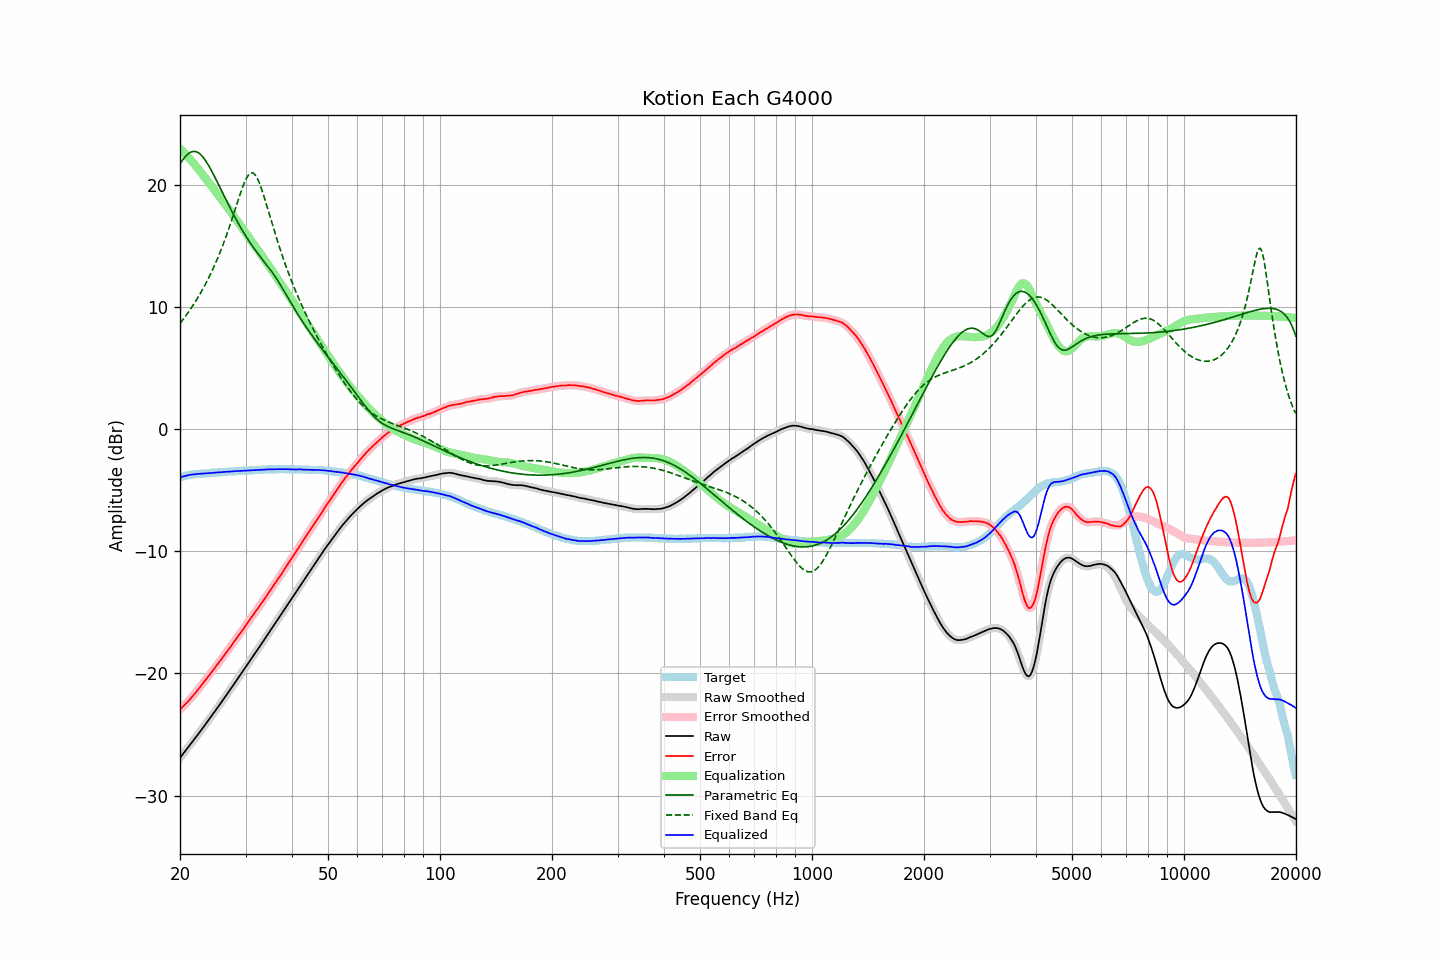 Kotion Each G4000
Amplitude (dBr)
20
10
0
−10
−20
−30
Target
Raw Smoothed
Error Smoothed
Raw
Error
Equalization
Parametric Eq
Fixed Band Eq
Equalized
20 50 100 200 500 1000 2000 5000 10000 20000
Frequency (Hz)